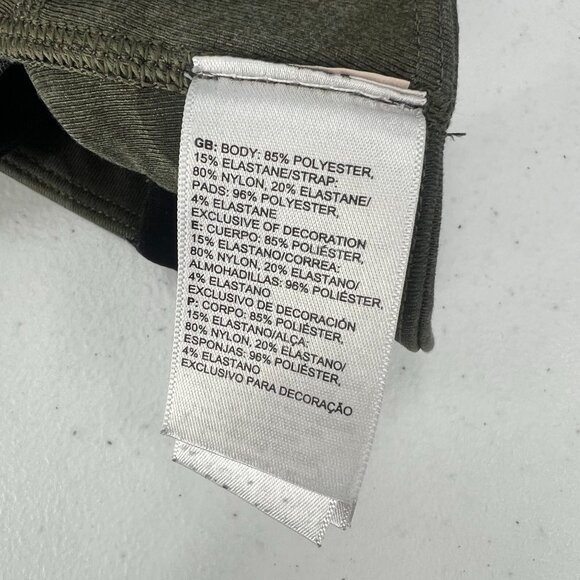 GB: BODY: 85% POLYESTER,
15% ELASTANE/STRAP:
80% NYLON, 20% ELASTANE/
PADS: 96% POLYESTER,
4% ELASTANE
EXCLUSIVE OF DECORATION
E: CUERPO: 85% POLIÉSTER,
15% ELASTANO/CORREA:
80% NYLON, 20% ELASTANO/
ALMOHADILLAS: 96% POLIÉSTER,
4% ELASTANO
EXCLUSIVO DE DECORACIÓN
P: CORPO: 85% POLIÉSTER,
15% ELASTANO/ALÇA:
80% NYLON, 20% ELASTANO/
ESPONJAS: 96% POLIÉSTER,
4% ELASTANO
EXCLUSIVO PARA DECORAÇÃO